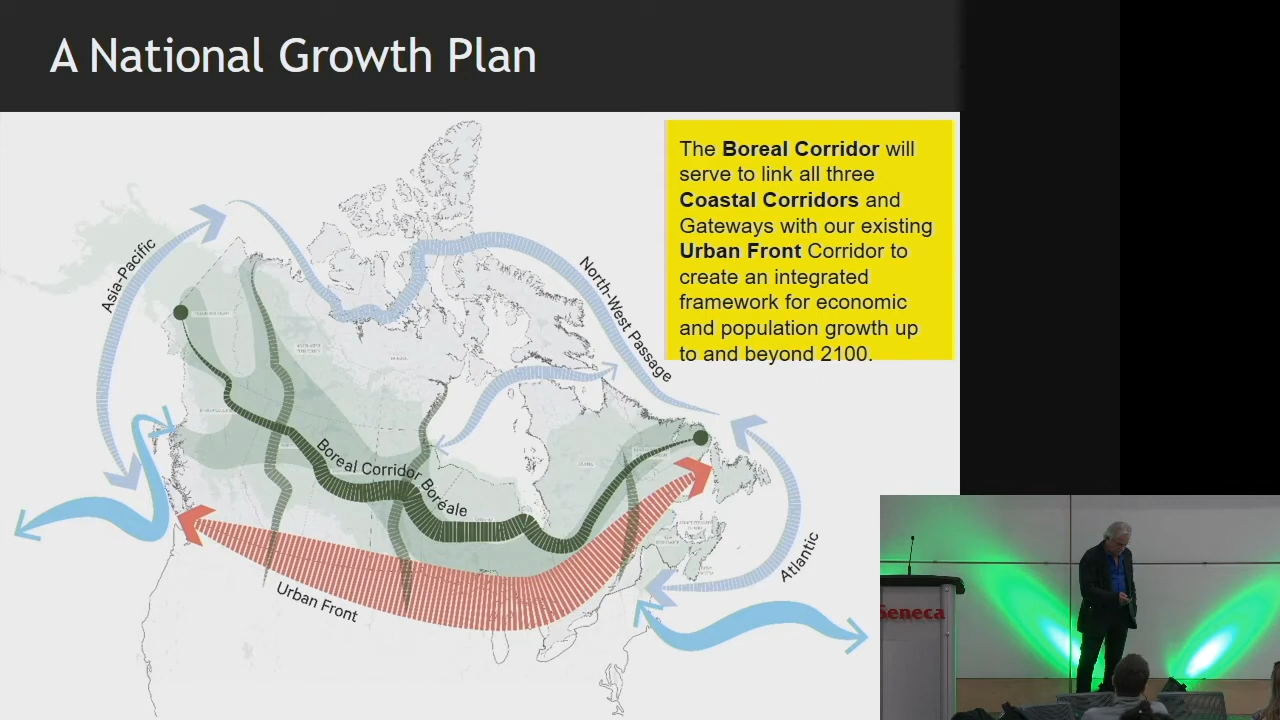 A National Growth Plan
The Boreal Corridor will
serve to link all three
Coastal Corridors and
Gateways with our existing
Urban Front Corridor to
create an integrated
framework for economic
and population growth up
to and beyond 2100.
Asia-Pacific
North-West Passage
Boreal Corridor Boreale
Urban Front
Atlantic
Seneca